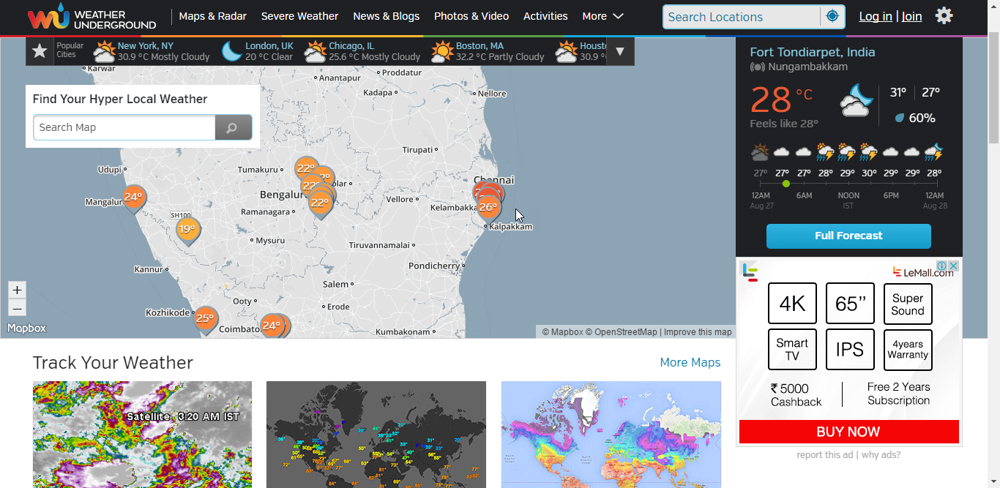 WEATHER UNDERGROUND
Maps & Radar
Severe Weather
News & Blogs
Photos & Video
Activities
More
Search Locations
Log in | Join
Popular Cities
New York, NY
30.9 °C Mostly Cloudy
London, UK
20 °C Clear
Chicago, IL
25.6 °C Mostly Cloudy
Boston, MA
32.2 °C Partly Cloudy
Houst
30.9 °
Find Your Hyper Local Weather
Search Map
Karwar
Anantapur
Proddatur
Kadapa
Nellore
Tirupati
Udupi
Tumakuru
22°
Chennai
Bengalur
22°
Mangalur
24°
Vellore
Kelambakka
26°
Ramanagara
22°
SH100
19°
Kalpakkam
Mysuru
Tiruvannamalai
Pondicherry
Kannur
Salem
Ooty
Erode
Kozhikode
25°
24°
Coimbato
Kumbakonam
+
−
Mapbox
© Mapbox © OpenStreetMap | Improve this map
Fort Tondiarpet, India
Nungambakkam
28 °C
31° | 27°
Feels like 28°
60%
27° 27° 27° 28° 29° 30° 29° 29° 28°
12AM 6AM NOON 6PM 12AM
Aug 27 IST Aug 28
Full Forecast
LeMall.com
4K
65”
Super Sound
Smart TV
IPS
4years Warranty
₹ 5000 Cashback
Free 2 Years Subscription
BUY NOW
report this ad | why ads?
Track Your Weather
More Maps
Satellite 3:20 AM IST